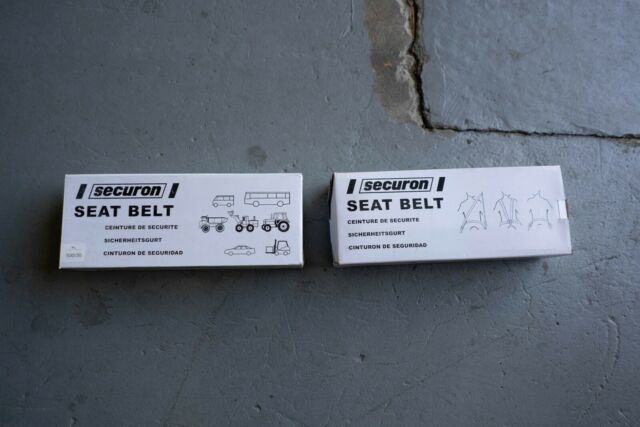 securon
SEAT BELT
CEINTURE DE SECURITE
SICHERHEITSGURT
CINTURON DE SEGURIDAD
securon
SEAT BELT
CEINTURE DE SECURITE
SICHERHEITSGURT
CINTURON DE SEGURIDAD